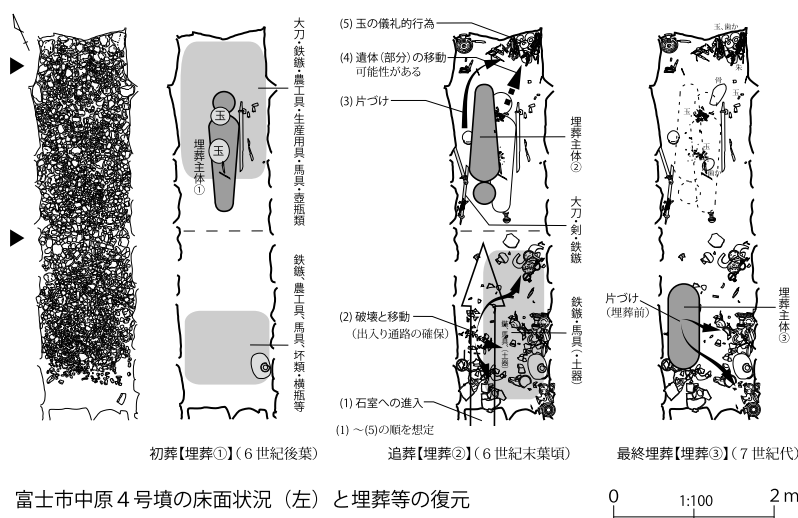 大刀・鉄鏃・農工具・生産用具・馬具・壺瓶類
玉
玉
埋葬主体①
鉄鏃、農工具、馬具、坏類・横瓶等
初葬【埋葬①】（６世紀後葉）
(5) 玉の儀礼的行為
(4) 遺体（部分）の移動
可能性がある
(3) 片づけ
埋葬主体②
大刀・剣・鉄鏃
(2) 破壊と移動
（出入り通路の確保）
鉄鏃・馬具（・土器）
(1) 石室への進入
(1) ～(5)の順を想定
追葬【埋葬②】（６世紀末葉頃）
玉、歯か
骨
玉
玉
玉
片づけ
（埋葬前）
埋葬主体③
最終埋葬【埋葬③】（７世紀代）
富士市中原４号墳の床面状況（左）と埋葬等の復元
0
1:100
2 m